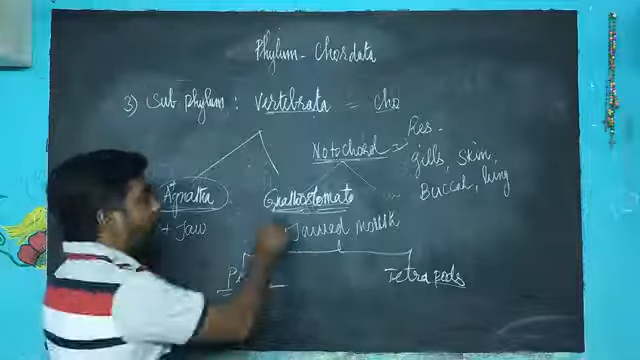 Phylum - Chordata
3) Sub phylum : Vertebrata = cho
Notochord - Res -
gills, skin,
Buccal, lung
Agnatha Gnathostomata
+ Jaw Jawed mouth
P Tetrapods